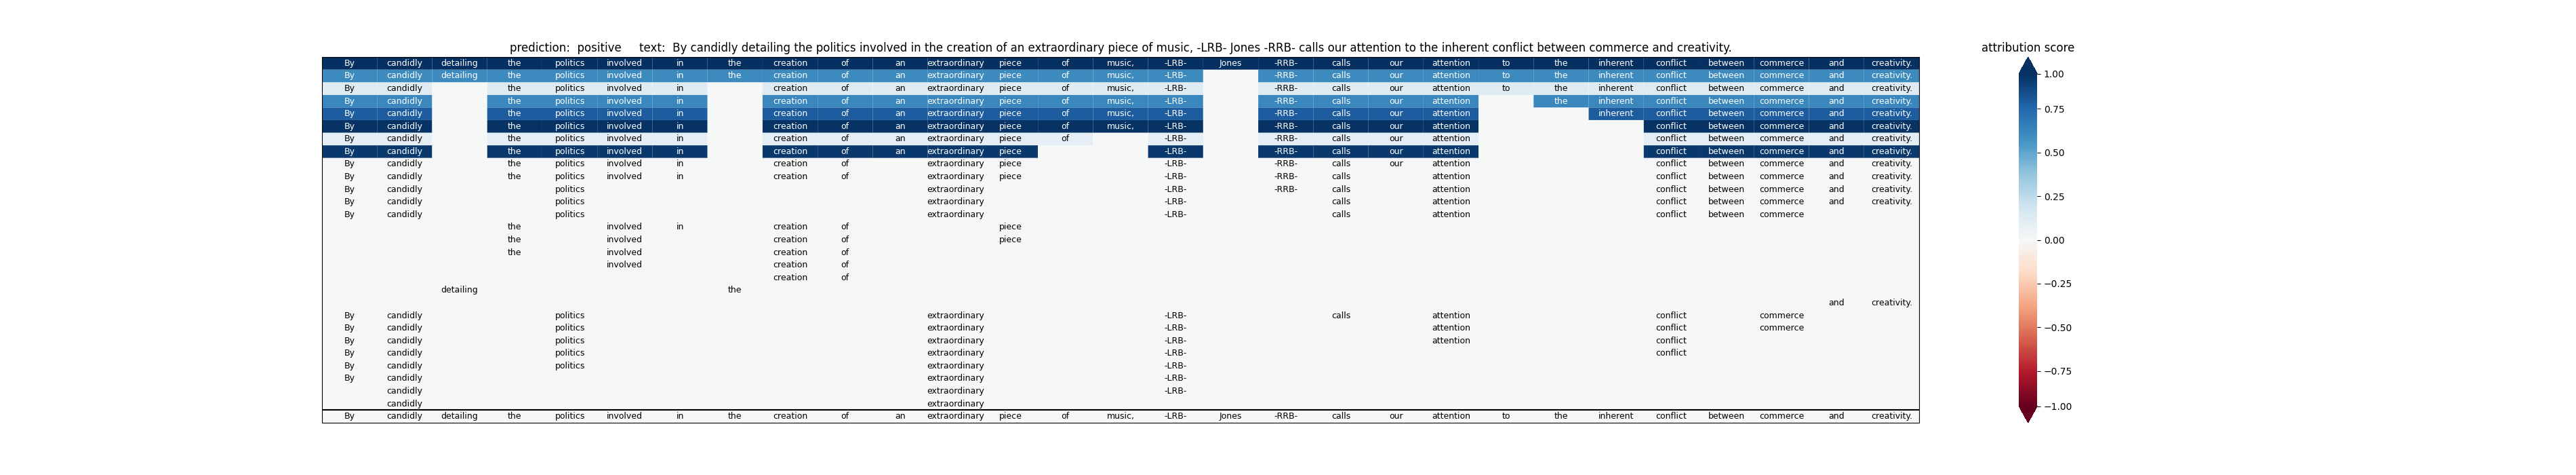 prediction: positive text: By candidly detailing the politics involved in the creation of an extraordinary piece of music, -LRB- Jones -RRB- calls our attention to the inherent conflict between commerce and creativity.
attribution score
By candidly detailing the politics involved in the creation of an extraordinary piece of music, -LRB- Jones -RRB- calls our attention to the inherent conflict between commerce and creativity.
By candidly detailing the politics involved in the creation of an extraordinary piece of music, -LRB- -RRB- calls our attention to the inherent conflict between commerce and creativity.
By candidly the politics involved in creation of an extraordinary piece of music, -LRB- -RRB- calls our attention to the inherent conflict between commerce and creativity.
By candidly the politics involved in creation of an extraordinary piece of music, -LRB- -RRB- calls our attention the inherent conflict between commerce and creativity.
By candidly the politics involved in creation of an extraordinary piece of music, -LRB- -RRB- calls our attention inherent conflict between commerce and creativity.
By candidly the politics involved in creation of an extraordinary piece of music, -LRB- -RRB- calls our attention conflict between commerce and creativity.
By candidly the politics involved in creation of an extraordinary piece of -LRB- -RRB- calls our attention conflict between commerce and creativity.
By candidly the politics involved in creation of an extraordinary piece -LRB- -RRB- calls our attention conflict between commerce and creativity.
By candidly the politics involved in creation of extraordinary piece -LRB- -RRB- calls our attention conflict between commerce and creativity.
By candidly the politics involved in creation of extraordinary piece -LRB- -RRB- calls attention conflict between commerce and creativity.
By candidly politics extraordinary -LRB- -RRB- calls attention conflict between commerce and creativity.
By candidly politics extraordinary -LRB- calls attention conflict between commerce and creativity.
By candidly politics extraordinary -LRB- calls attention conflict between commerce
the involved in creation of piece
the involved creation of piece
the involved creation of
involved creation of
creation of
detailing the
and creativity.
By candidly politics extraordinary -LRB- calls attention conflict commerce
By candidly politics extraordinary -LRB- attention conflict commerce
By candidly politics extraordinary -LRB- attention conflict
By candidly politics extraordinary -LRB- conflict
By candidly politics extraordinary -LRB-
By candidly extraordinary -LRB-
candidly extraordinary -LRB-
candidly extraordinary
By candidly detailing the politics involved in the creation of an extraordinary piece of music, -LRB- Jones -RRB- calls our attention to the inherent conflict between commerce and creativity.
1.00
0.75
0.50
0.25
0.00
−0.25
−0.50
−0.75
−1.00